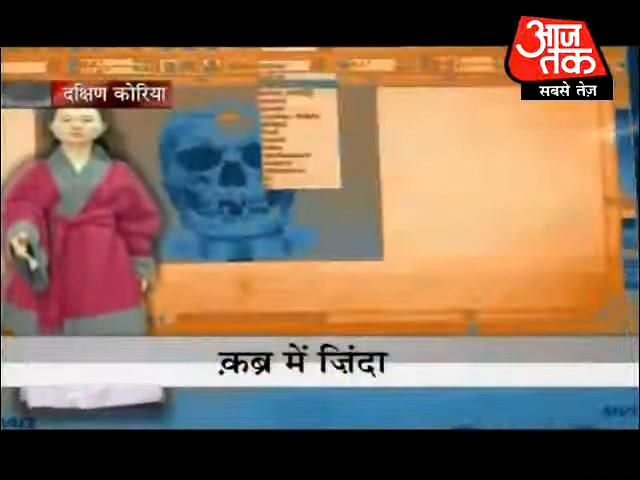 आज
तक
सबसे तेज़
दक्षिण कोरिया
क़ब्र में ज़िंदा